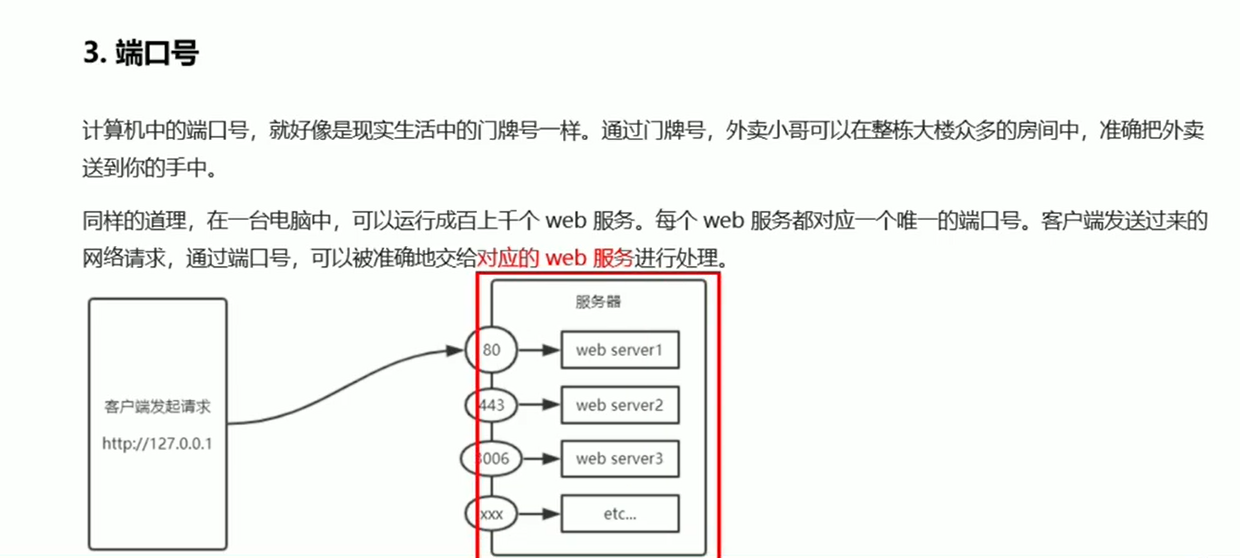 3. 端口号
计算机中的端口号，就好像是现实生活中的门牌号一样。通过门牌号，外卖小哥可以在整栋大楼众多的房间中，准确把外卖
送到你的手中。
同样的道理，在一台电脑中，可以运行成百上千个 web 服务。每个 web 服务都对应一个唯一的端口号。客户端发送过来的
网络请求，通过端口号，可以被准确地交给对应的 web 服务进行处理。
服务器
80
web server1
443
web server2
客户端发起请求
http://127.0.0.1
web server3
xxx
etc...